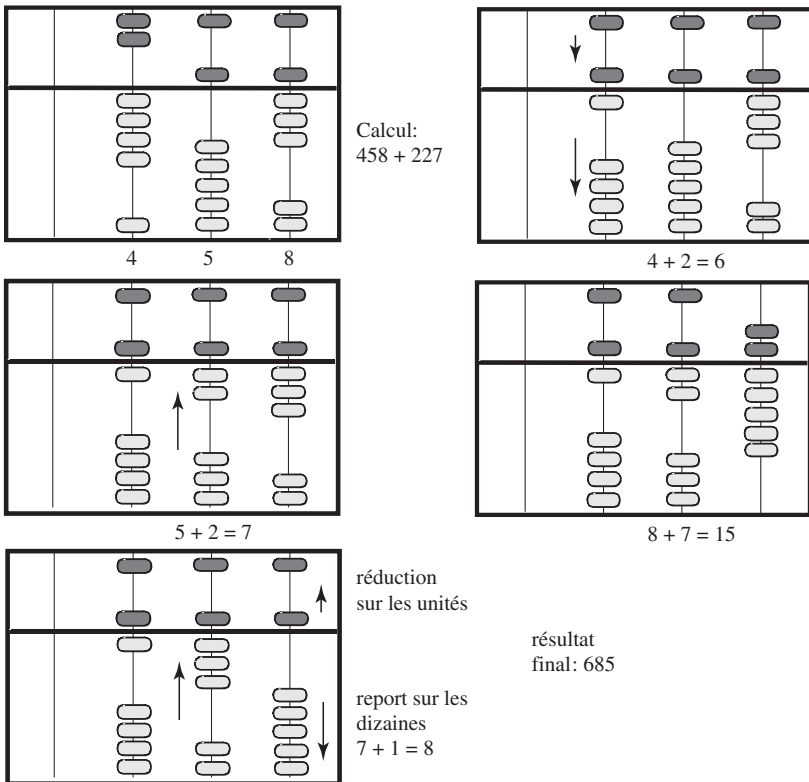 Calcul:
458 + 227
4 5 8
4 + 2 = 6
5 + 2 = 7
8 + 7 = 15
réduction
sur les unités
report sur les
dizaines
7 + 1 = 8
résultat
final: 685